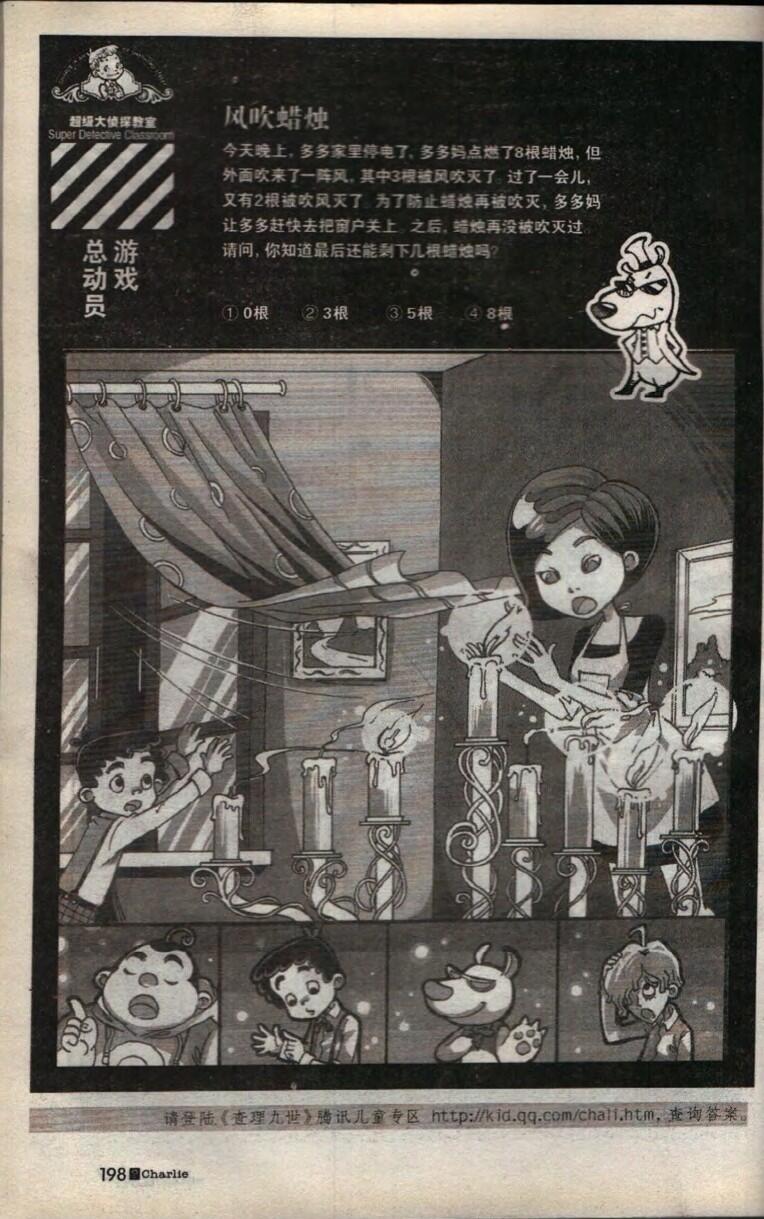 超级大侦探教室
Super Detective Classroom
游戏
总动员
风吹蜡烛
今天晚上，多多家里停电了，多多妈点燃了8根蜡烛，但
外面吹来了一阵风，其中3根被风吹灭了。过了一会儿，
又有2根被吹风灭了。为了防止蜡烛再被吹灭，多多妈
让多多赶快去把窗户关上。之后，蜡烛再没被吹灭过。
请问，你知道最后还能剩下几根蜡烛吗？
① 0根 ② 3根 ③ 5根 ④ 8根
请登陆《查理九世》腾讯儿童专区 http://kid.qq.com/chali.htm，查询答案。
198 Charlie